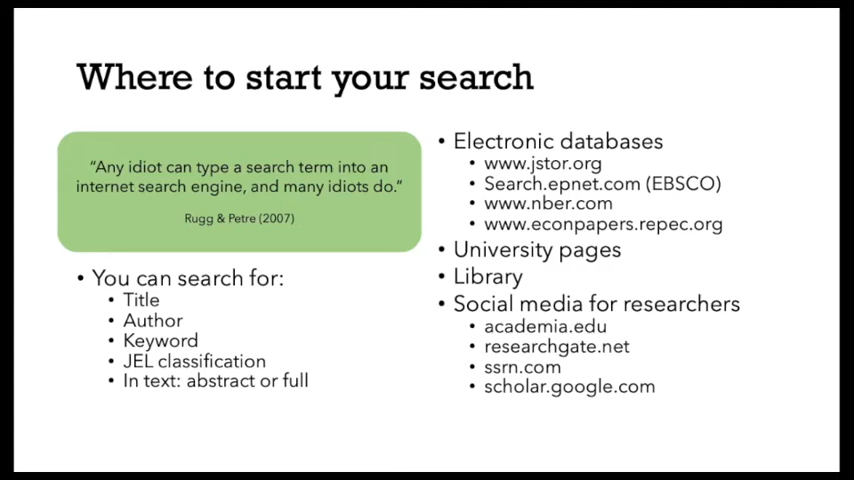 Where to start your search
“Any idiot can type a search term into an
internet search engine, and many idiots do.”
Rugg & Petre (2007)
• You can search for:
• Title
• Author
• Keyword
• JEL classification
• In text: abstract or full
• Electronic databases
• www.jstor.org
• Search.epnet.com (EBSCO)
• www.nber.com
• www.econpapers.repec.org
• University pages
• Library
• Social media for researchers
• academia.edu
• researchgate.net
• ssrn.com
• scholar.google.com